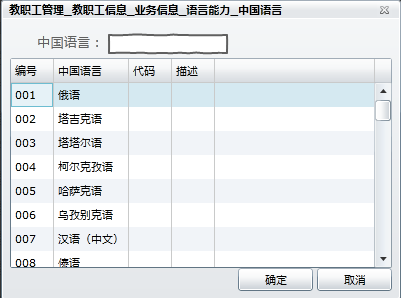 教职工管理_教职工信息_业务信息_语言能力_中国语言
中国语言：
编号 中国语言 代码 描述
001 俄语
002 塔吉克语
003 塔塔尔语
004 柯尔克孜语
005 哈萨克语
006 乌孜别克语
007 汉语（中文）
008 傣语
确定 取消